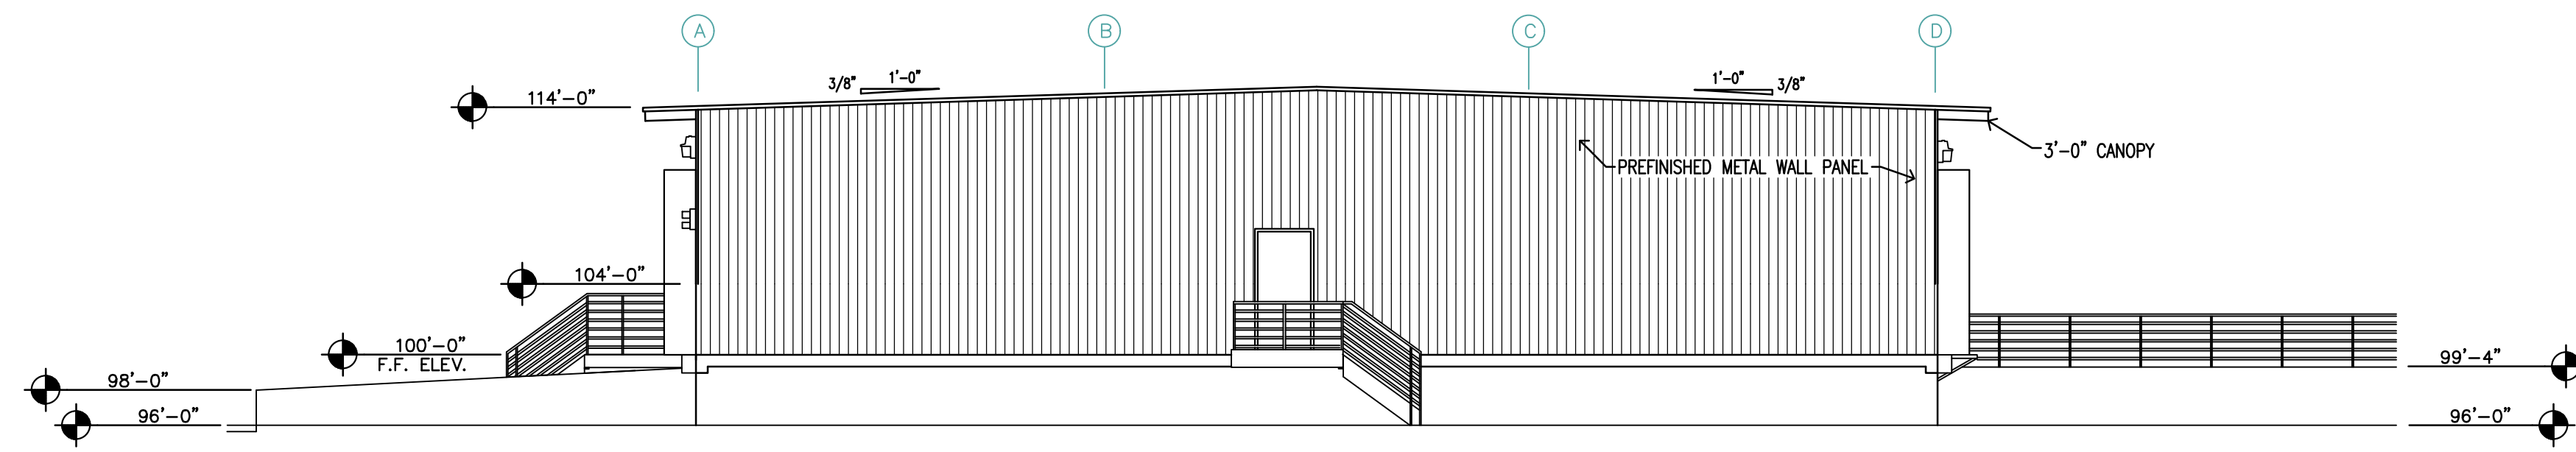 A
B
C
D
3/8"
1'-0"
1'-0"
3/8"
114'-0"
3'-0" CANOPY
PREFINISHED METAL WALL PANEL
104'-0"
100'-0"
F.F. ELEV.
99'-4"
98'-0"
96'-0"
96'-0"